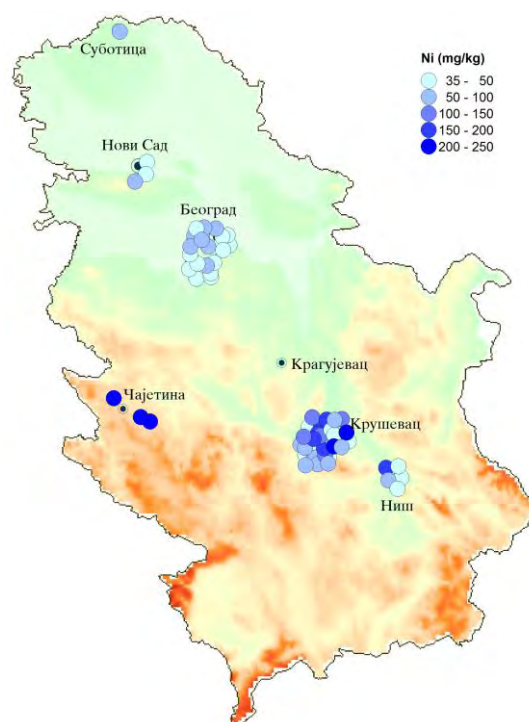 Суботица
Ni (mg/kg)
35 - 50
50 - 100
100 - 150
150 - 200
200 - 250
Нови Сад
Београд
Крагујевац
Чајетина
Крушевац
Ниш